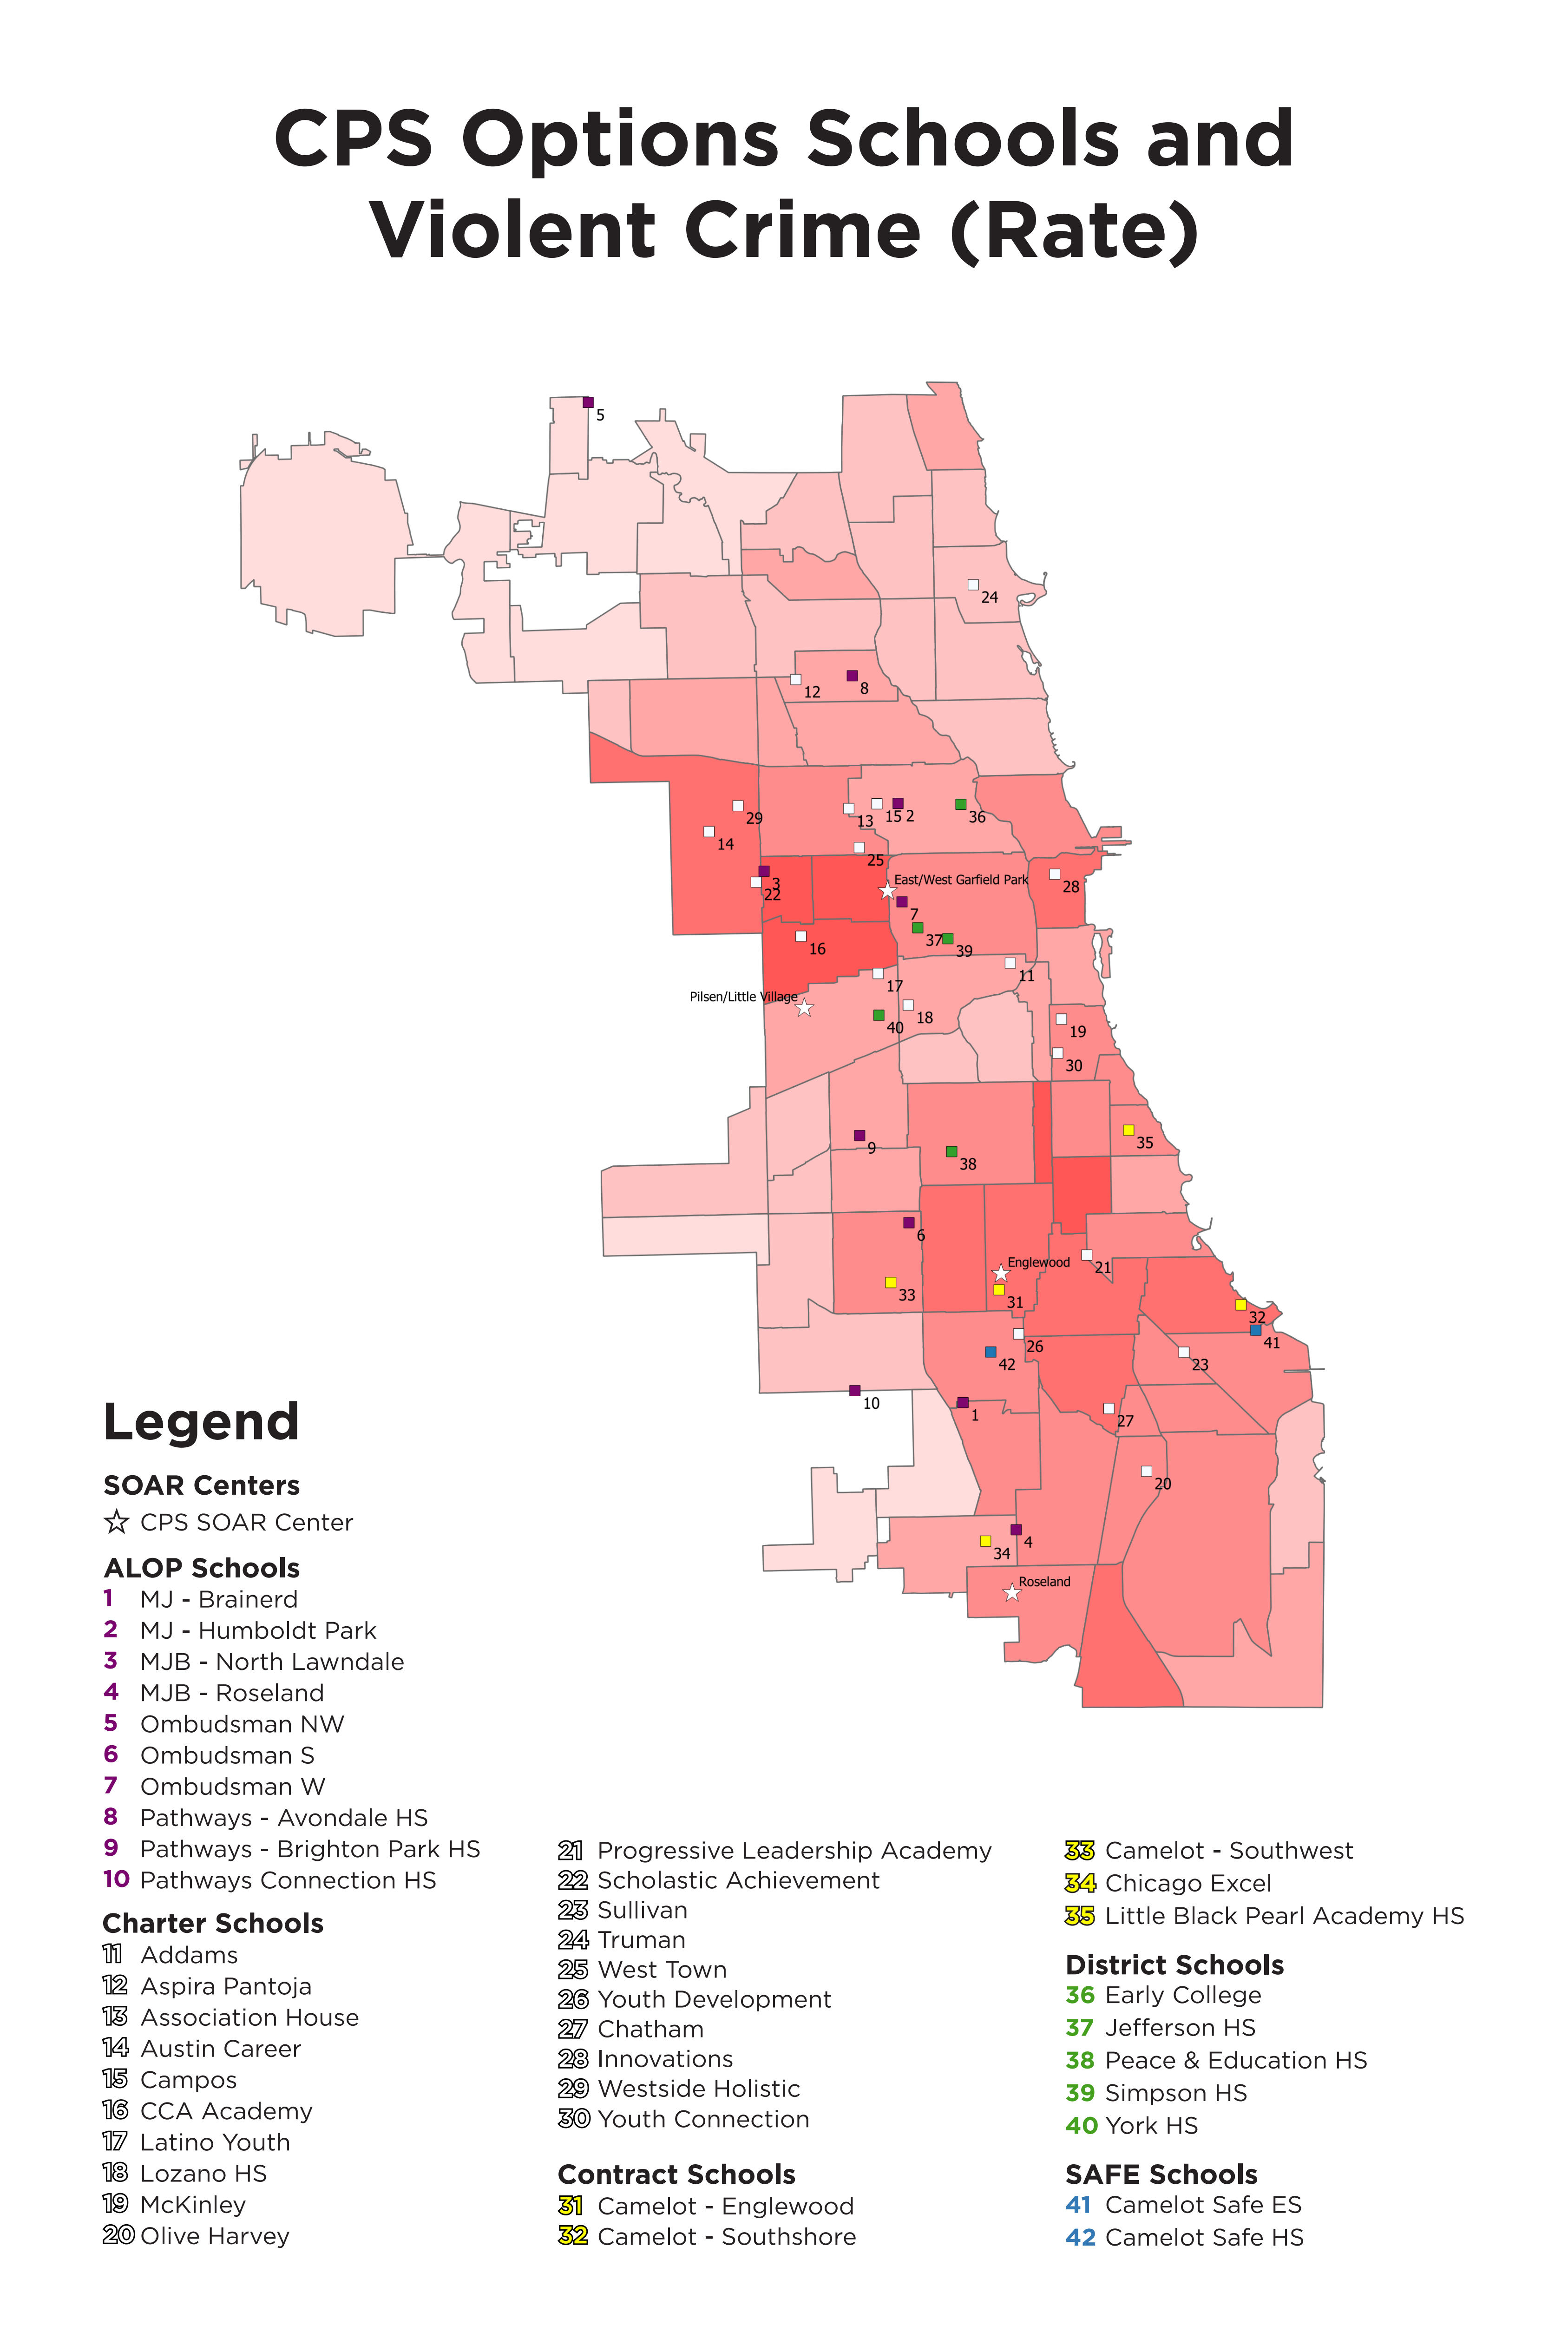 CPS Options Schools and
Violent Crime (Rate)
5
24
12
8
29
13
15
2
36
14
25
3
22
East/West Garfield Park
28
7
37
39
16
11
17
Pilsen/Little Village
18
40
19
30
35
9
38
6
Englewood
21
33
31
32
41
26
42
23
10
1
27
20
4
34
Roseland
Legend
SOAR Centers
CPS SOAR Center
ALOP Schools
1 MJ - Brainerd
2 MJ - Humboldt Park
3 MJB - North Lawndale
4 MJB - Roseland
5 Ombudsman NW
6 Ombudsman S
7 Ombudsman W
8 Pathways - Avondale HS
9 Pathways - Brighton Park HS
10 Pathways Connection HS
Charter Schools
11 Addams
12 Aspira Pantoja
13 Association House
14 Austin Career
15 Campos
16 CCA Academy
17 Latino Youth
18 Lozano HS
19 McKinley
20 Olive Harvey
21 Progressive Leadership Academy
22 Scholastic Achievement
23 Sullivan
24 Truman
25 West Town
26 Youth Development
27 Chatham
28 Innovations
29 Westside Holistic
30 Youth Connection
Contract Schools
31 Camelot - Englewood
32 Camelot - Southshore
33 Camelot - Southwest
34 Chicago Excel
35 Little Black Pearl Academy HS
District Schools
36 Early College
37 Jefferson HS
38 Peace & Education HS
39 Simpson HS
40 York HS
SAFE Schools
41 Camelot Safe ES
42 Camelot Safe HS